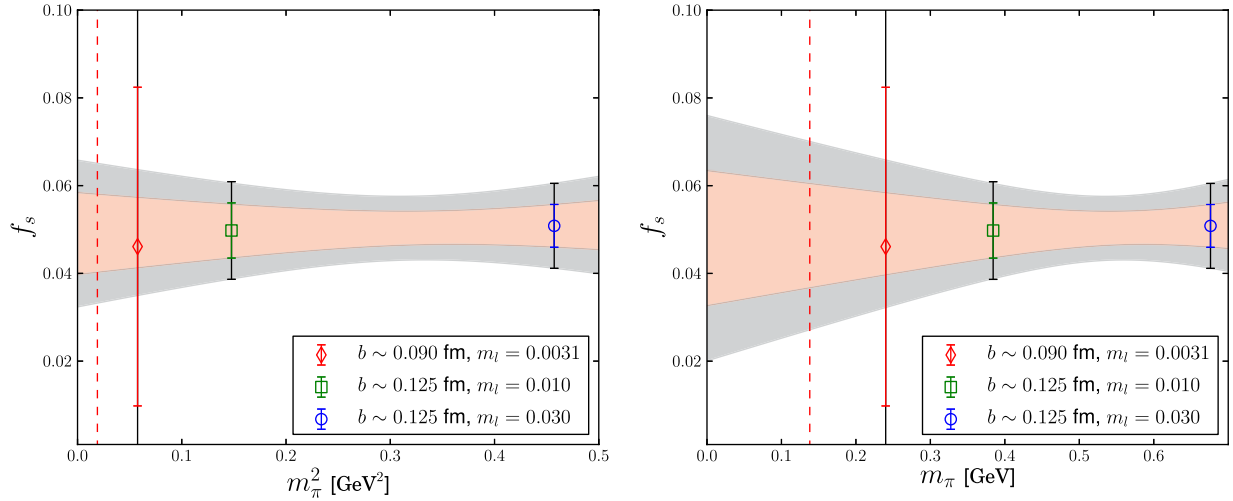 0.10
0.08
0.06
0.04
0.02
f_s
0.0 0.1 0.2 0.3 0.4 0.5
m_π^2 [GeV^2]
b ∼ 0.090 fm, m_l = 0.0031
b ∼ 0.125 fm, m_l = 0.010
b ∼ 0.125 fm, m_l = 0.030
0.10
0.08
0.06
0.04
0.02
f_s
0.0 0.1 0.2 0.3 0.4 0.5 0.6
m_π [GeV]
b ∼ 0.090 fm, m_l = 0.0031
b ∼ 0.125 fm, m_l = 0.010
b ∼ 0.125 fm, m_l = 0.030